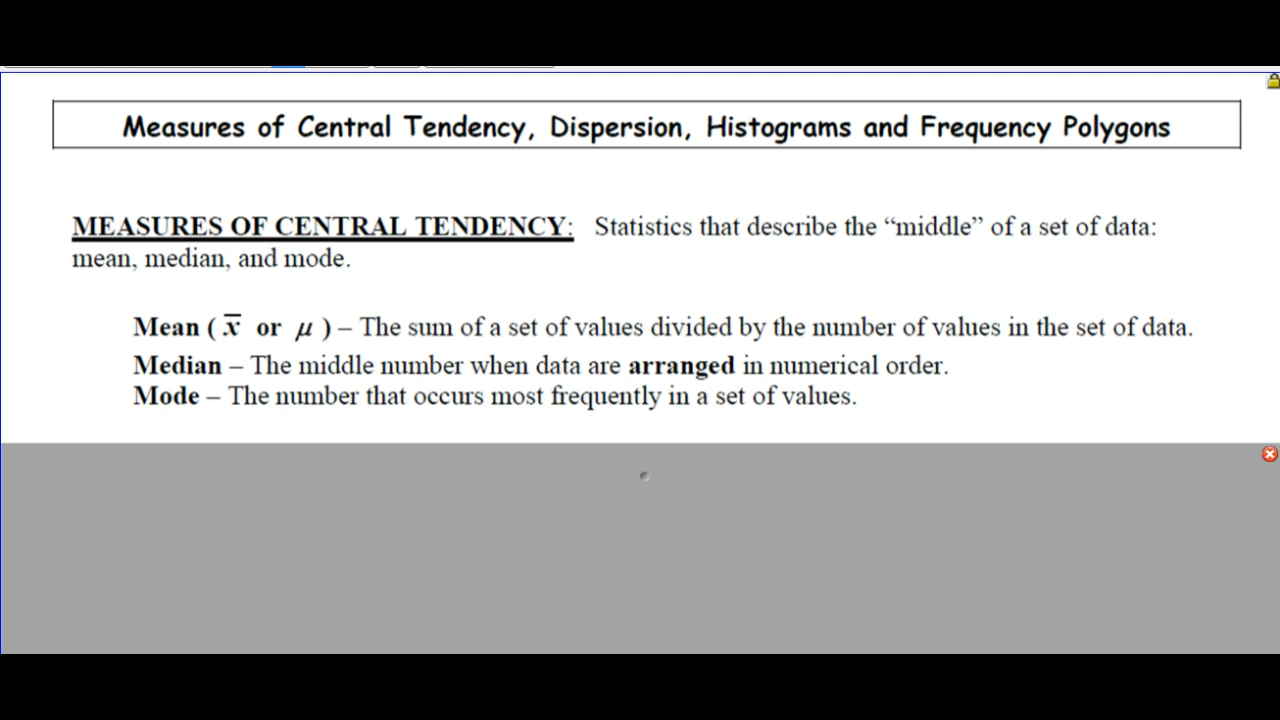 Measures of Central Tendency, Dispersion, Histograms and Frequency Polygons
MEASURES OF CENTRAL TENDENCY: Statistics that describe the “middle” of a set of data:
mean, median, and mode.
Mean ( x̅ or μ ) – The sum of a set of values divided by the number of values in the set of data.
Median – The middle number when data are arranged in numerical order.
Mode – The number that occurs most frequently in a set of values.